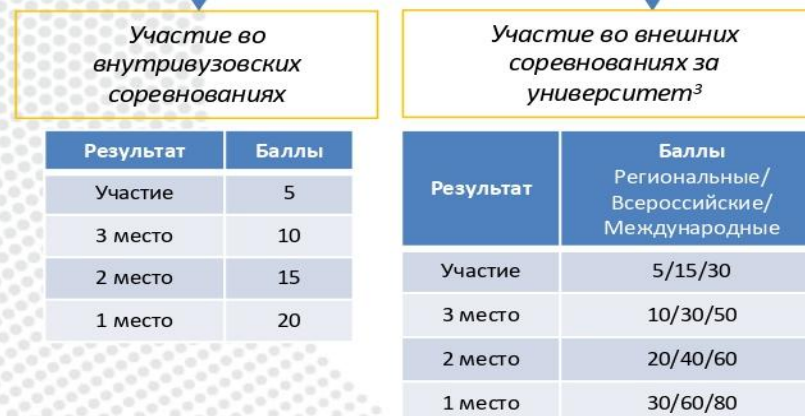 Участие во
внутривузовских
соревнованиях
Результат Баллы
Участие 5
3 место 10
2 место 15
1 место 20
Участие во внешних
соревнованиях за
университет³
Результат
Баллы
Региональные/
Всероссийские/
Международные
Участие 5/15/30
3 место 10/30/50
2 место 20/40/60
1 место 30/60/80